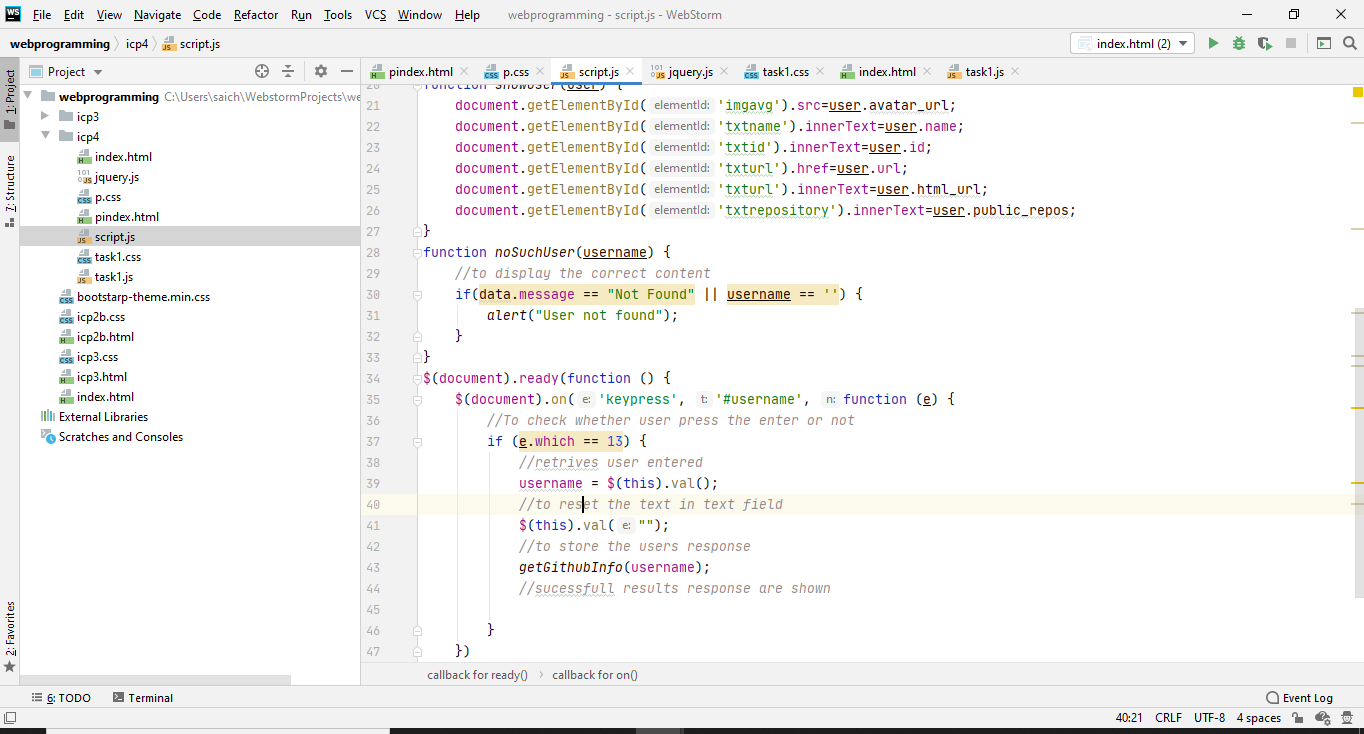 WS File Edit View Navigate Code Refactor Run Tools VCS Window Help webprogramming - script.js - WebStorm
webprogramming icp4 script.js index.html (2)
Project
pindex.html p.css script.js jquery.js task1.css index.html task1.js
1: Project
7: Structure
2: Favorites
webprogramming C:\Users\saich\WebstormProjects\we
icp3
icp4
index.html
jquery.js
p.css
pindex.html
script.js
task1.css
task1.js
bootstarp-theme.min.css
icp2b.css
icp2b.html
icp3.css
icp3.html
index.html
External Libraries
Scratches and Consoles
20 function showUser(user) {
21 document.getElementById( elementId: 'imgavg').src=user.avatar_url;
22 document.getElementById( elementId: 'txtname').innerText=user.name;
23 document.getElementById( elementId: 'txtid').innerText=user.id;
24 document.getElementById( elementId: 'txturl').href=user.url;
25 document.getElementById( elementId: 'txturl').innerText=user.html_url;
26 document.getElementById( elementId: 'txtrepository').innerText=user.public_repos;
27 }
28 function noSuchUser(username) {
29 //to display the correct content
30 if(data.message == "Not Found" || username == '') {
31 alert("User not found");
32 }
33 }
34 $(document).ready(function () {
35 $(document).on( e: 'keypress', t: '#username', n: function (e) {
36 //To check whether user press the enter or not
37 if (e.which == 13) {
38 //retrives user entered
39 username = $(this).val();
40 //to reset the text in text field
41 $(this).val( e: "");
42 //to store the users response
43 getGithubInfo(username);
44 //sucessfull results response are shown
45
46 }
47 })
callback for ready() callback for on()
6: TODO Terminal Event Log
40:21 CRLF UTF-8 4 spaces